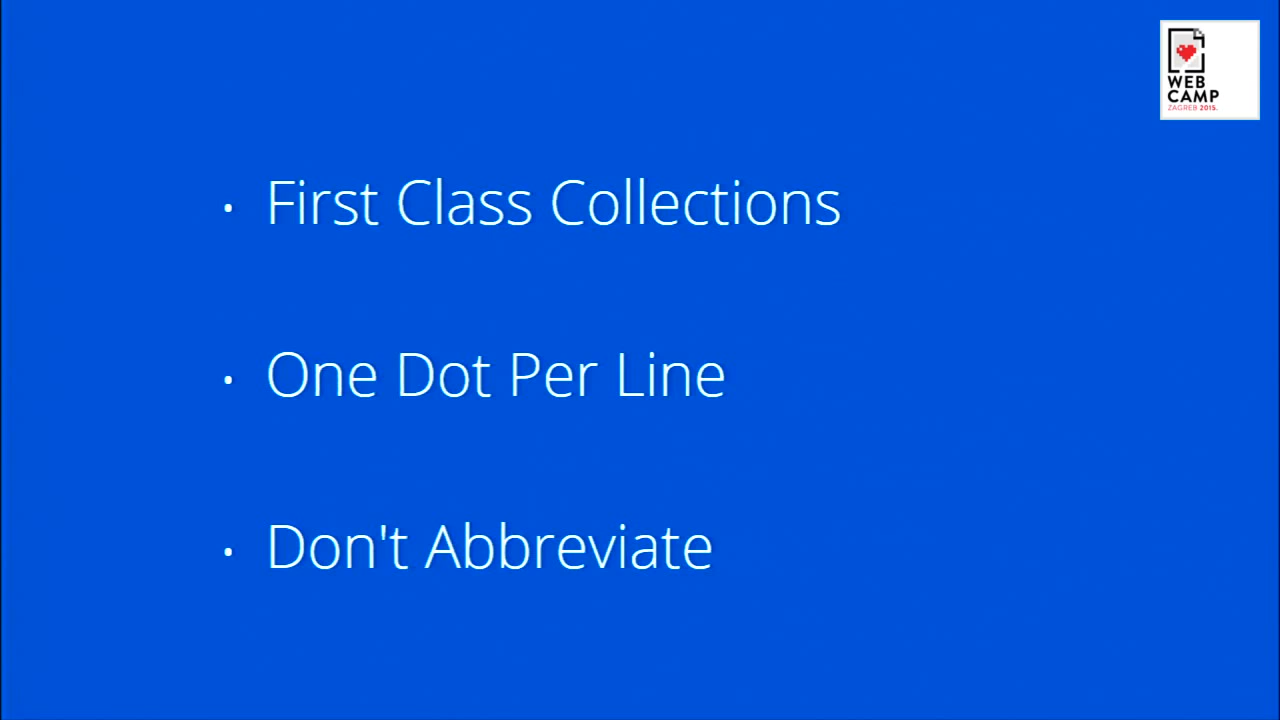 WEB
CAMP
ZAGREB 2015.
• First Class Collections
• One Dot Per Line
• Don't Abbreviate